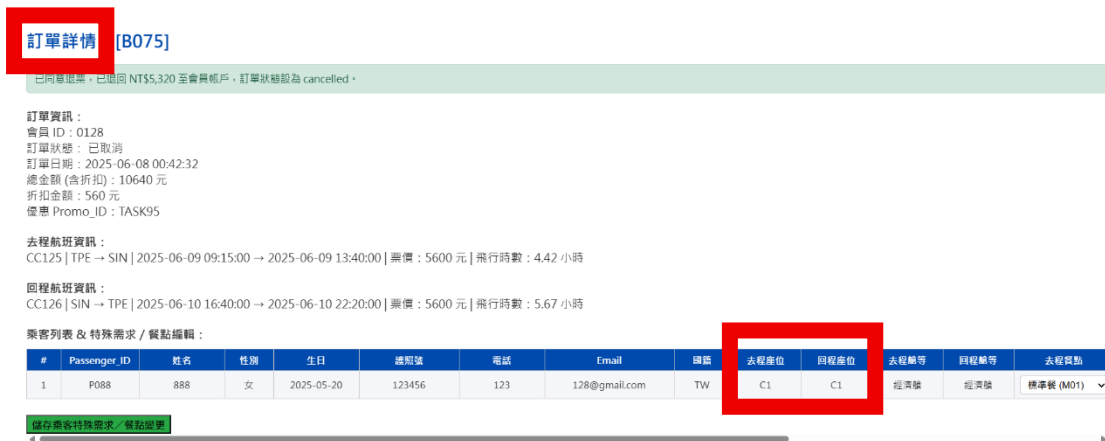 訂單詳情 [B075]
已同意退票，已退回 NT$5,320 至會員帳戶，訂單狀態設為 cancelled。
訂單資訊：
會員 ID：0128
訂單狀態： 已取消
訂單日期：2025-06-08 00:42:32
總金額 (含折扣)：10640 元
折扣金額：560 元
優惠 Promo_ID：TASK95
去程航班資訊：
CC125 | TPE → SIN | 2025-06-09 09:15:00 → 2025-06-09 13:40:00 | 票價：5600 元 | 飛行時數：4.42 小時
回程航班資訊：
CC126 | SIN → TPE | 2025-06-10 16:40:00 → 2025-06-10 22:20:00 | 票價：5600 元 | 飛行時數：5.67 小時
乘客列表 & 特殊需求 / 餐點編輯：
# Passenger_ID 姓名 性別 生日 護照號 電話 Email 國籍 去程座位 回程座位 去程艙等 回程艙等 去程餐點
1 P088 888 女 2025-05-20 123456 123 128@gmail.com TW C1 C1 經濟艙 經濟艙 標準餐 (M01)
儲存乘客特殊需求／餐點變更